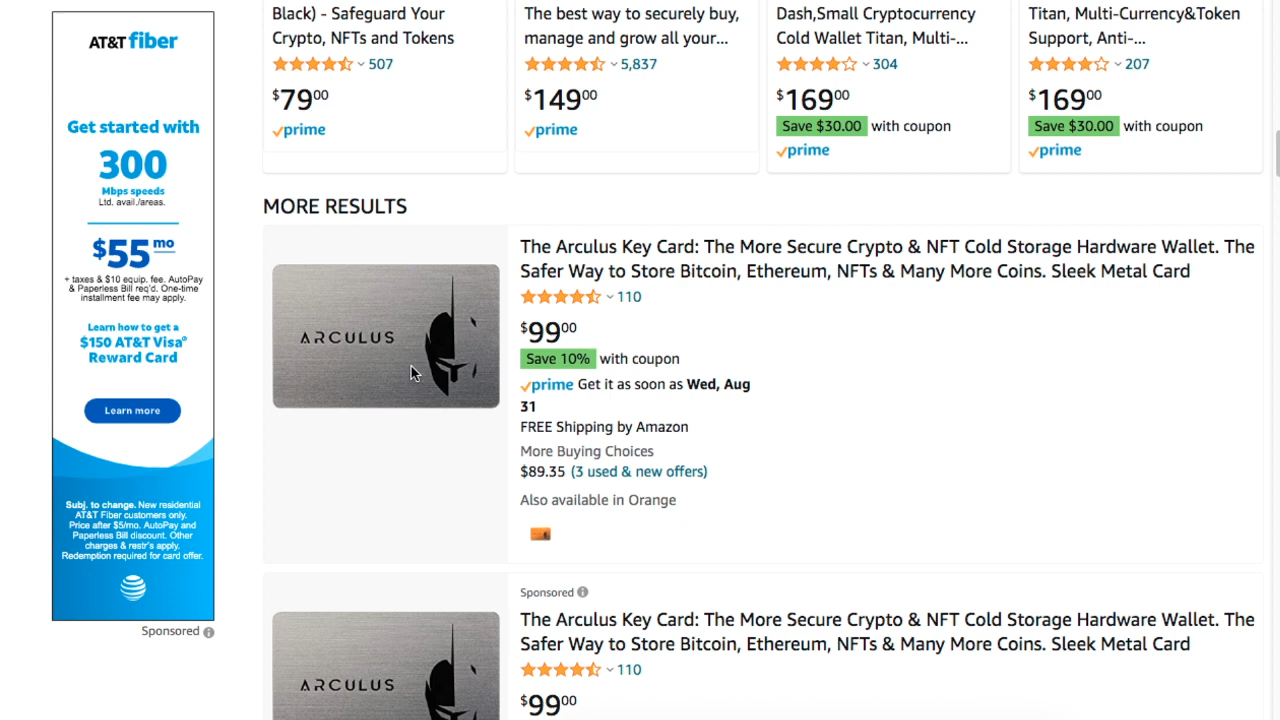 AT&T fiber
Get started with
300
Mbps speeds
Ltd. avail./areas.
$55 mo
+ taxes & $10 equip. fee. AutoPay
& Paperless Bill req'd. One-time
installment fee may apply.
Learn how to get a
$150 AT&T Visa®
Reward Card
Learn more
Subj. to change. New residential
AT&T Fiber customers only.
Price after $5/mo. AutoPay and
Paperless Bill discount. Other
charges & restr's apply.
Redemption required for card offer.
Sponsored
Black) - Safeguard Your
Crypto, NFTs and Tokens
507
$79 00
prime
The best way to securely buy,
manage and grow all your...
5,837
$149 00
prime
Dash,Small Cryptocurrency
Cold Wallet Titan, Multi-...
304
$169 00
Save $30.00 with coupon
prime
Titan, Multi-Currency&Token
Support, Anti-...
207
$169 00
Save $30.00 with coupon
prime
MORE RESULTS
ARCULUS
The Arculus Key Card: The More Secure Crypto & NFT Cold Storage Hardware Wallet. The
Safer Way to Store Bitcoin, Ethereum, NFTs & Many More Coins. Sleek Metal Card
110
$99 00
Save 10% with coupon
prime Get it as soon as Wed, Aug
31
FREE Shipping by Amazon
More Buying Choices
$89.35 (3 used & new offers)
Also available in Orange
ARCULUS
Sponsored
The Arculus Key Card: The More Secure Crypto & NFT Cold Storage Hardware Wallet. The
Safer Way to Store Bitcoin, Ethereum, NFTs & Many More Coins. Sleek Metal Card
110
$99 00